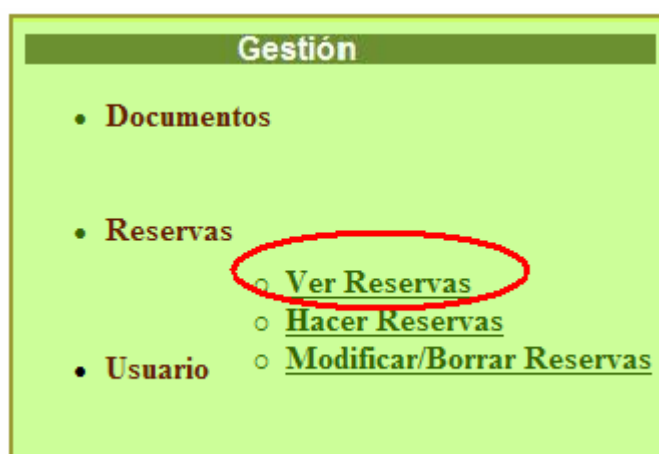 Gestión
Documentos
Reservas
Ver Reservas
Hacer Reservas
Modificar/Borrar Reservas
Usuario